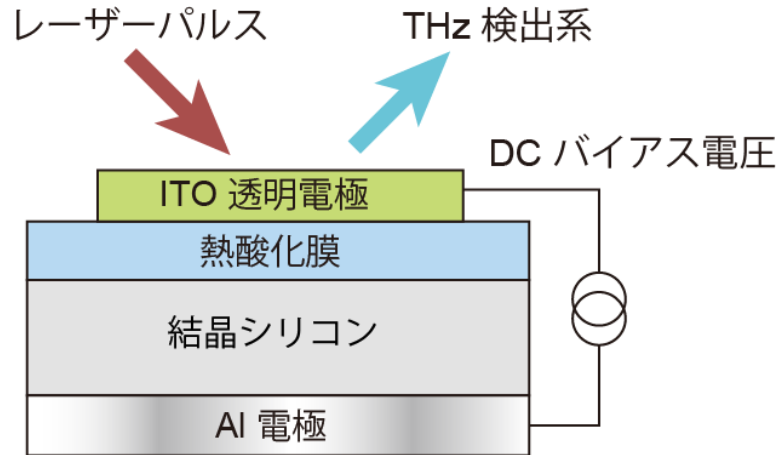 レーザーパルス
THz 検出系
DC バイアス電圧
ITO 透明電極
熱酸化膜
結晶シリコン
Al 電極